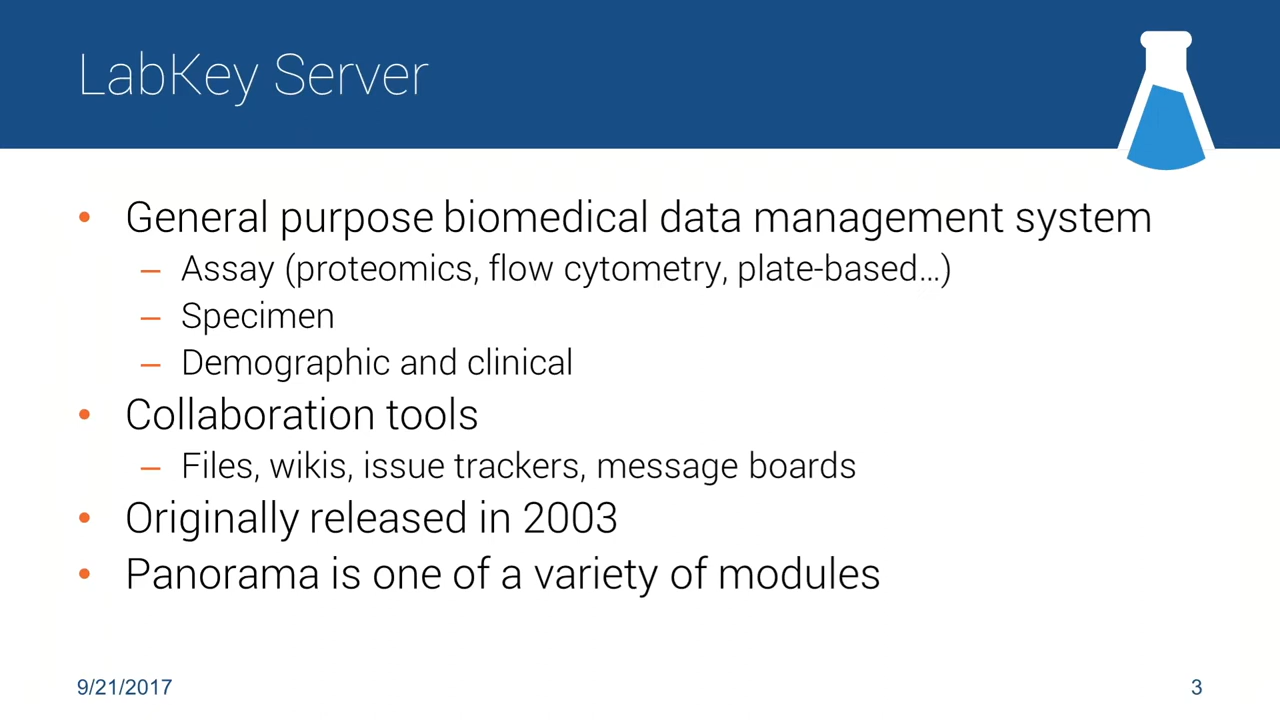 LabKey Server
• General purpose biomedical data management system
– Assay (proteomics, flow cytometry, plate-based…)
– Specimen
– Demographic and clinical
• Collaboration tools
– Files, wikis, issue trackers, message boards
• Originally released in 2003
• Panorama is one of a variety of modules
9/21/2017
3